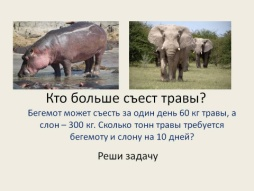 Кто больше съест травы?
Бегемот может съесть за один день 60 кг травы, а
слон – 300 кг. Сколько тонн травы требуется
бегемоту и слону на 10 дней?
Реши задачу